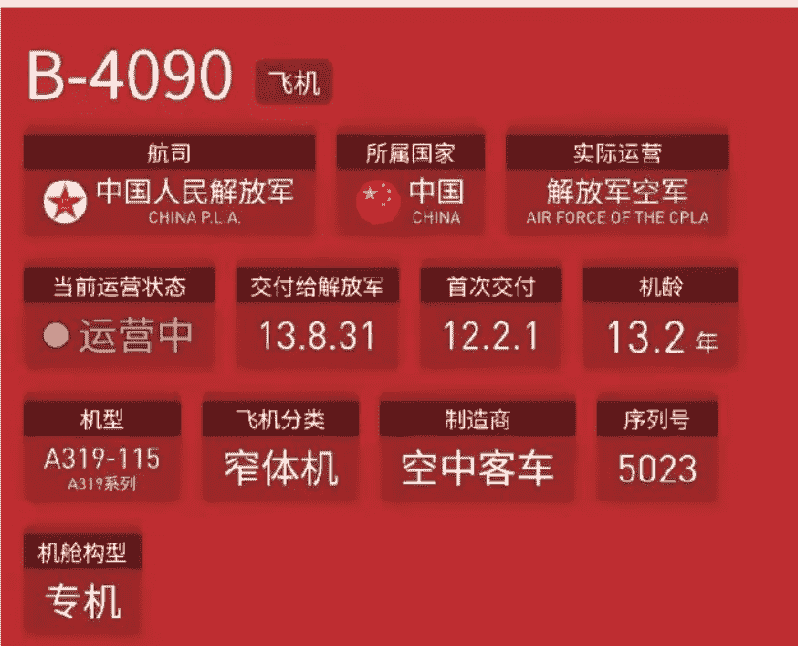 B-4090 飞机
航司 所属国家 实际运营
中国人民解放军 中国 解放军空军
CHINA P.L.A. CHINA AIR FORCE OF THE CPLA
当前运营状态 交付给解放军 首次交付 机龄
运营中 13.8.31 12.2.1 13.2 年
机型 飞机分类 制造商 序列号
A319-115 窄体机 空中客车 5023
A319系列
机舱构型
专机